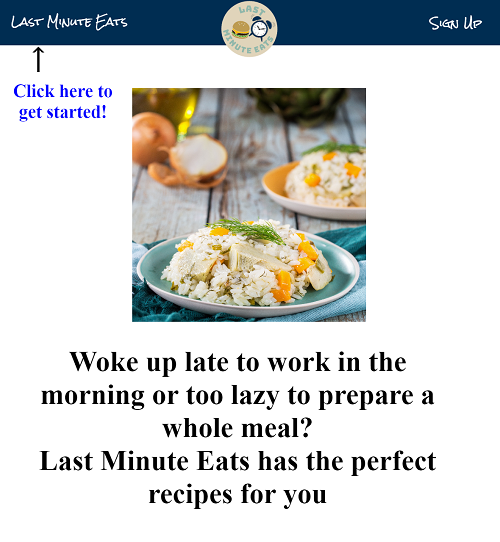 Last Minute Eats
LAST
MINUTE EATS
Sign Up
↑
Click here to
get started!
Woke up late to work in the
morning or too lazy to prepare a
whole meal?
Last Minute Eats has the perfect
recipes for you